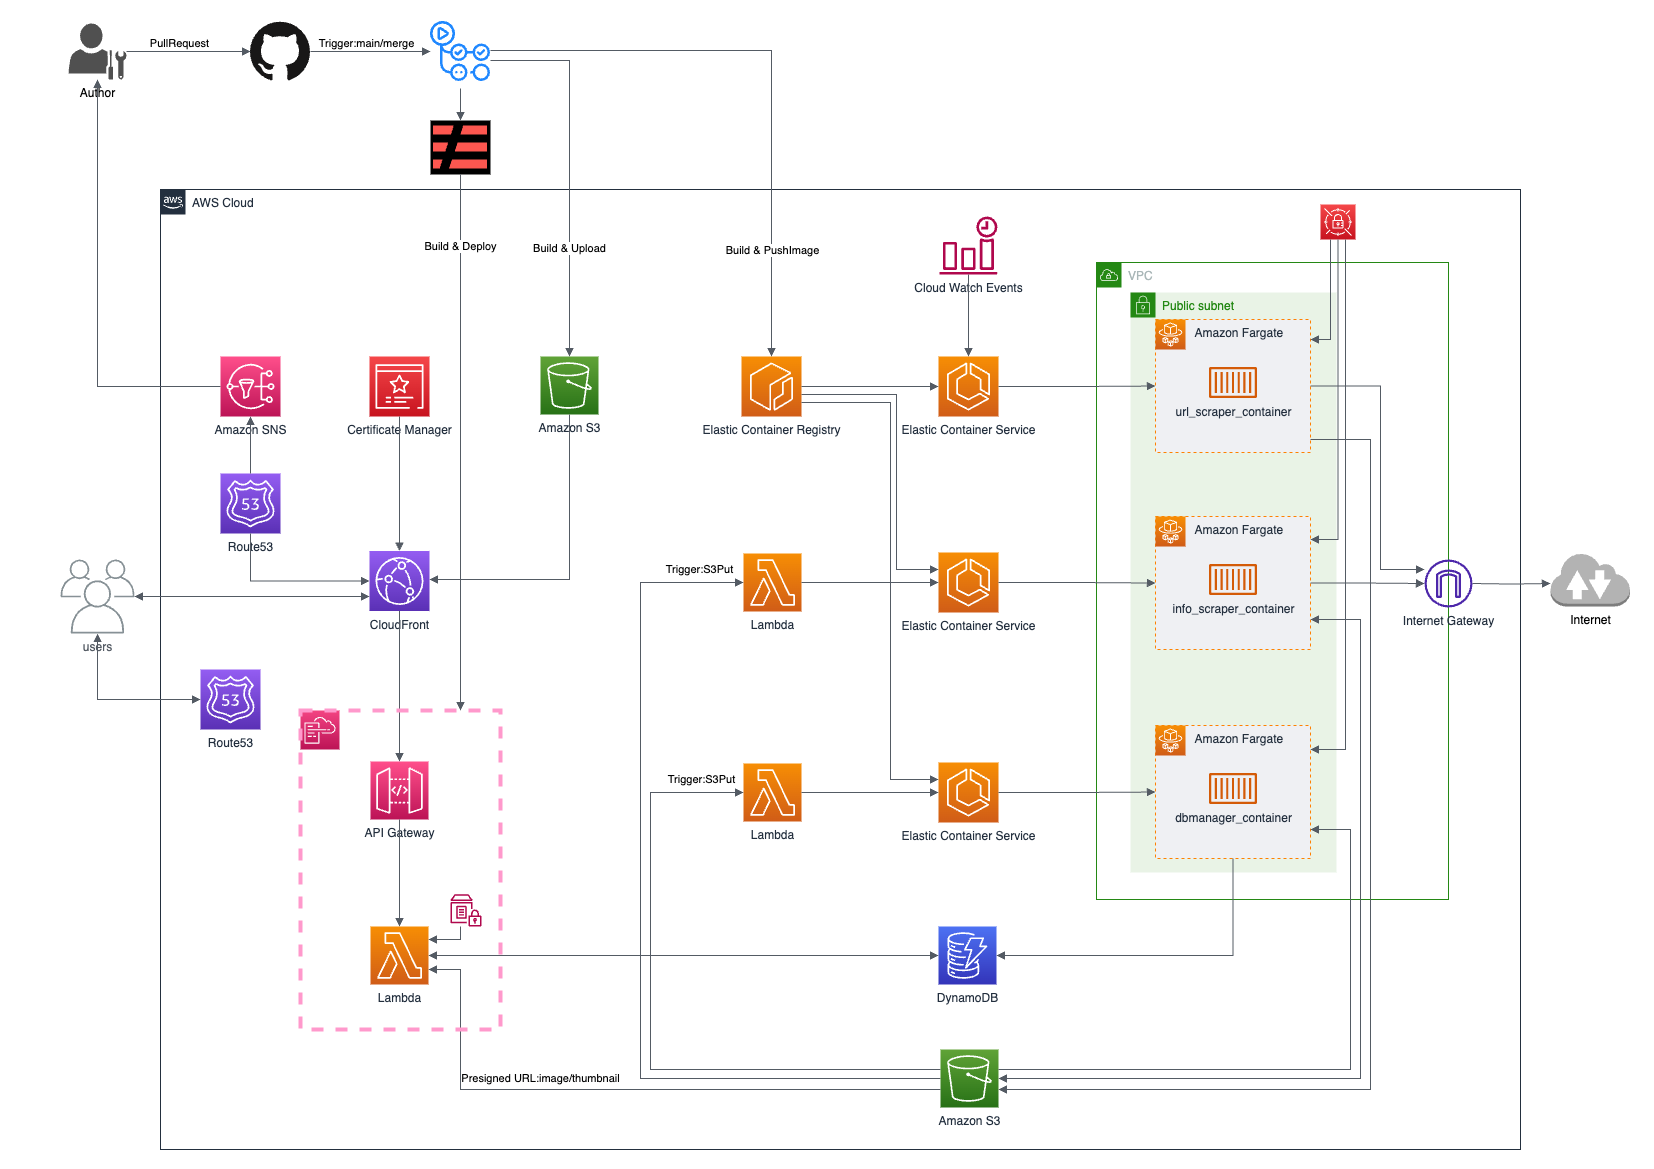 PullRequest
Trigger:main/merge
Author
aws
AWS Cloud
Build & Deploy
Build & Upload
Build & PushImage
Cloud Watch Events
VPC
Public subnet
Amazon Fargate
url_scraper_container
Amazon SNS
Certificate Manager
Amazon S3
Elastic Container Registry
Elastic Container Service
53
Route53
Amazon Fargate
info_scraper_container
Trigger:S3Put
Lambda
Elastic Container Service
Internet Gateway
Internet
CloudFront
users
53
Route53
Amazon Fargate
dbmanager_container
Trigger:S3Put
Lambda
Elastic Container Service
</>
API Gateway
Lambda
DynamoDB
Presigned URL:image/thumbnail
Amazon S3